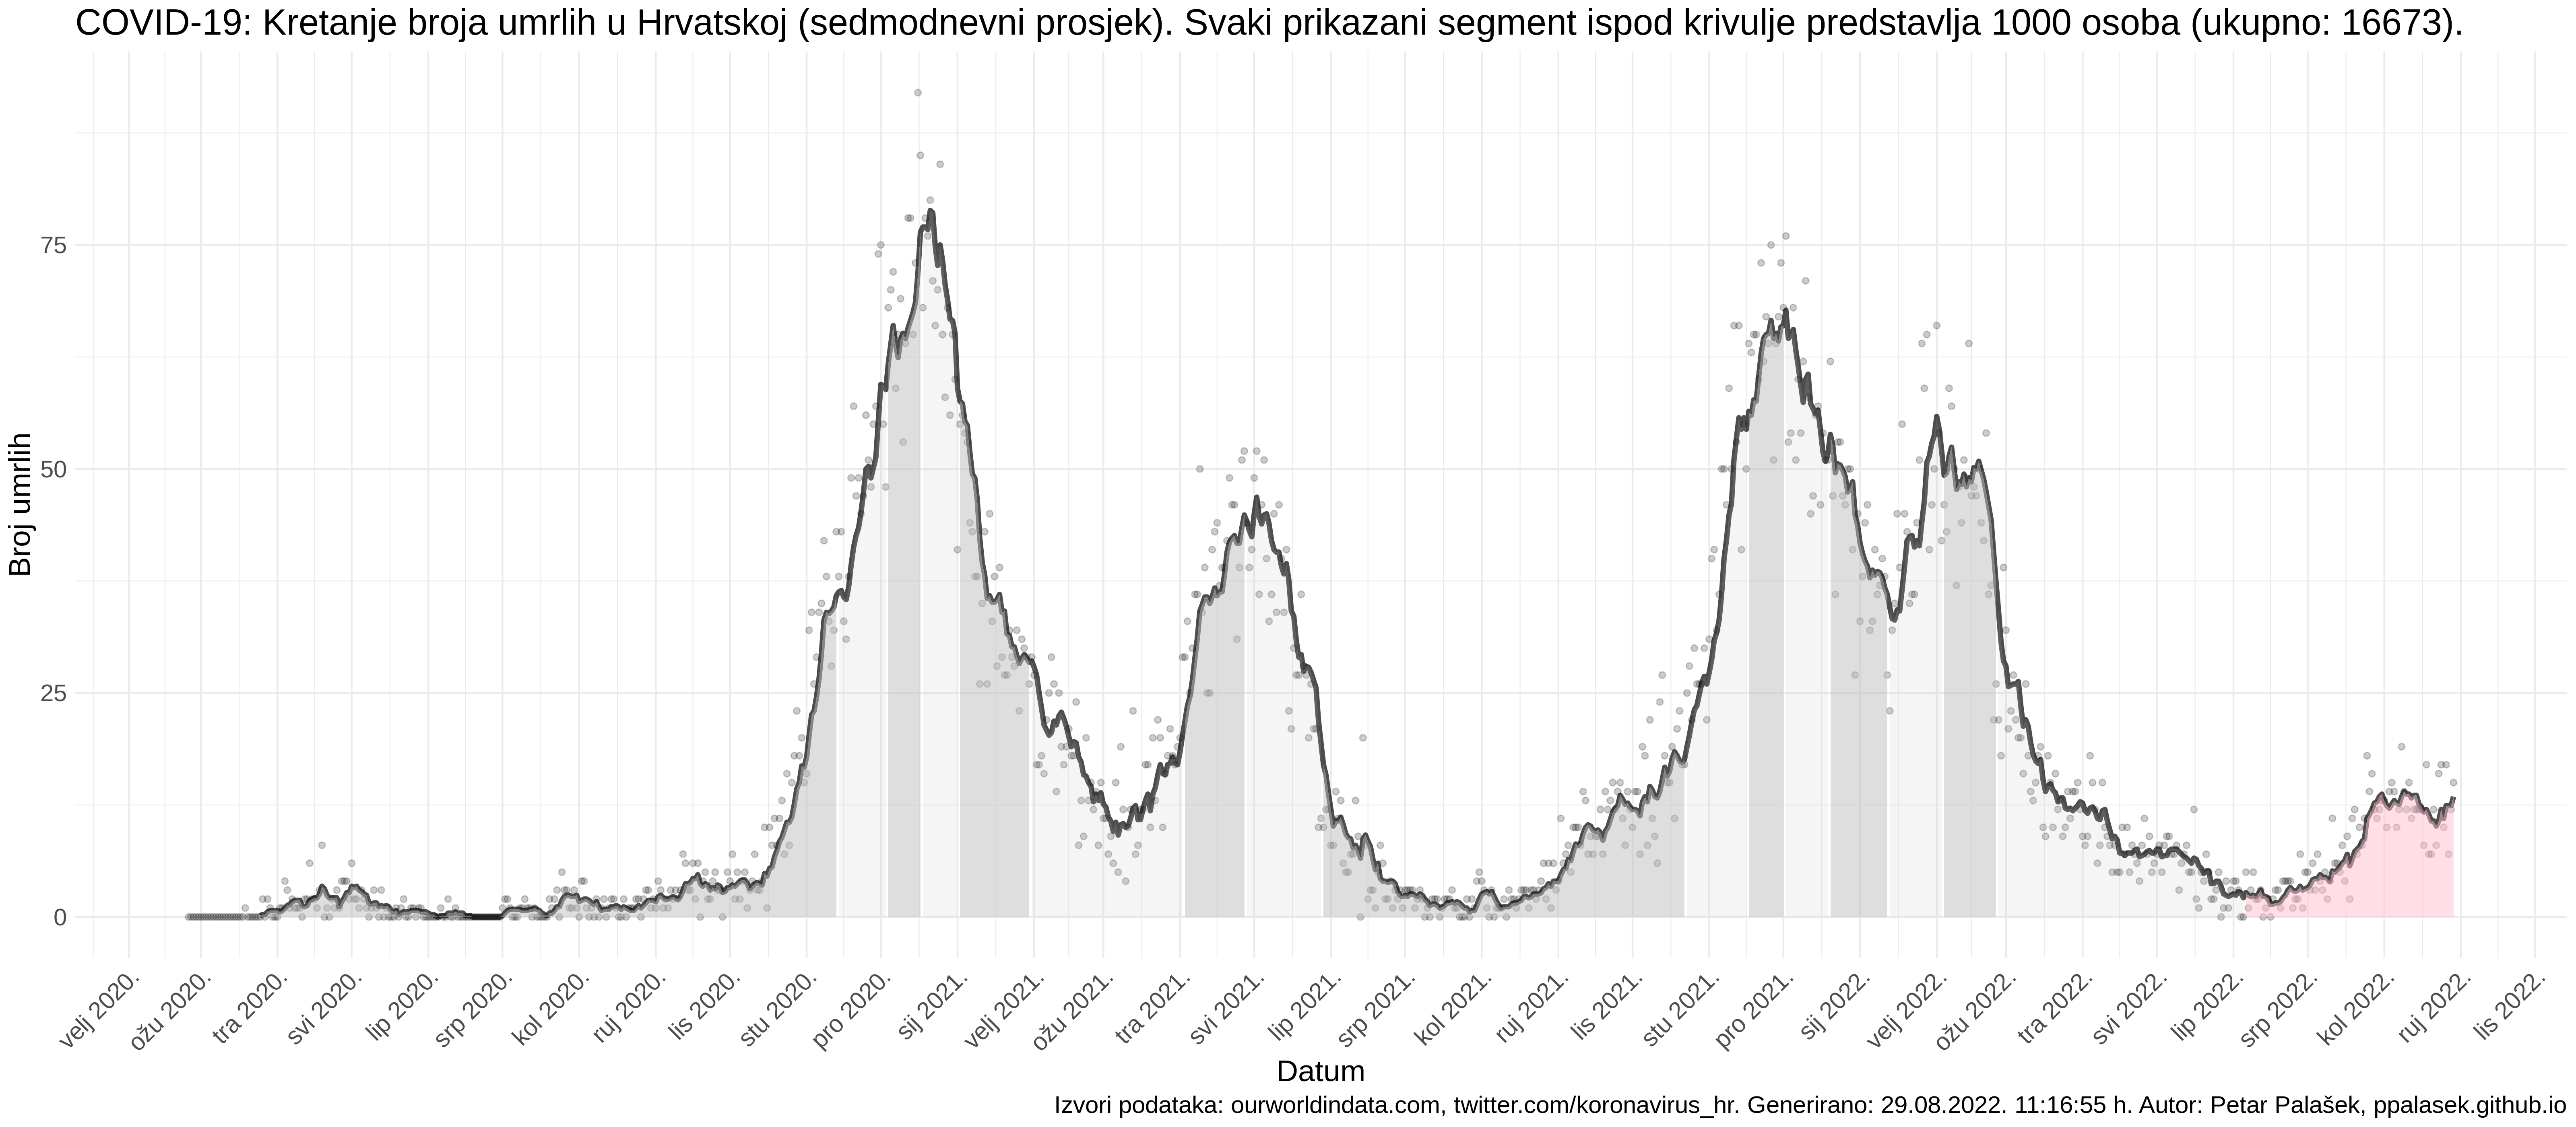 COVID-19: Kretanje broja umrlih u Hrvatskoj (sedmodnevni prosjek). Svaki prikazani segment ispod krivulje predstavlja 1000 osoba (ukupno: 16673).
Broj umrlih
75
50
25
0
velj 2020.
ožu 2020.
tra 2020.
svi 2020.
lip 2020.
srp 2020.
kol 2020.
ruj 2020.
lis 2020.
stu 2020.
pro 2020.
sij 2021.
velj 2021.
ožu 2021.
tra 2021.
svi 2021.
lip 2021.
srp 2021.
kol 2021.
ruj 2021.
lis 2021.
stu 2021.
pro 2021.
sij 2022.
velj 2022.
ožu 2022.
tra 2022.
svi 2022.
lip 2022.
srp 2022.
kol 2022.
ruj 2022.
lis 2022.
Datum
Izvori podataka: ourworldindata.com, twitter.com/koronavirus_hr. Generirano: 29.08.2022. 11:16:55 h. Autor: Petar Palašek, ppalasek.github.io